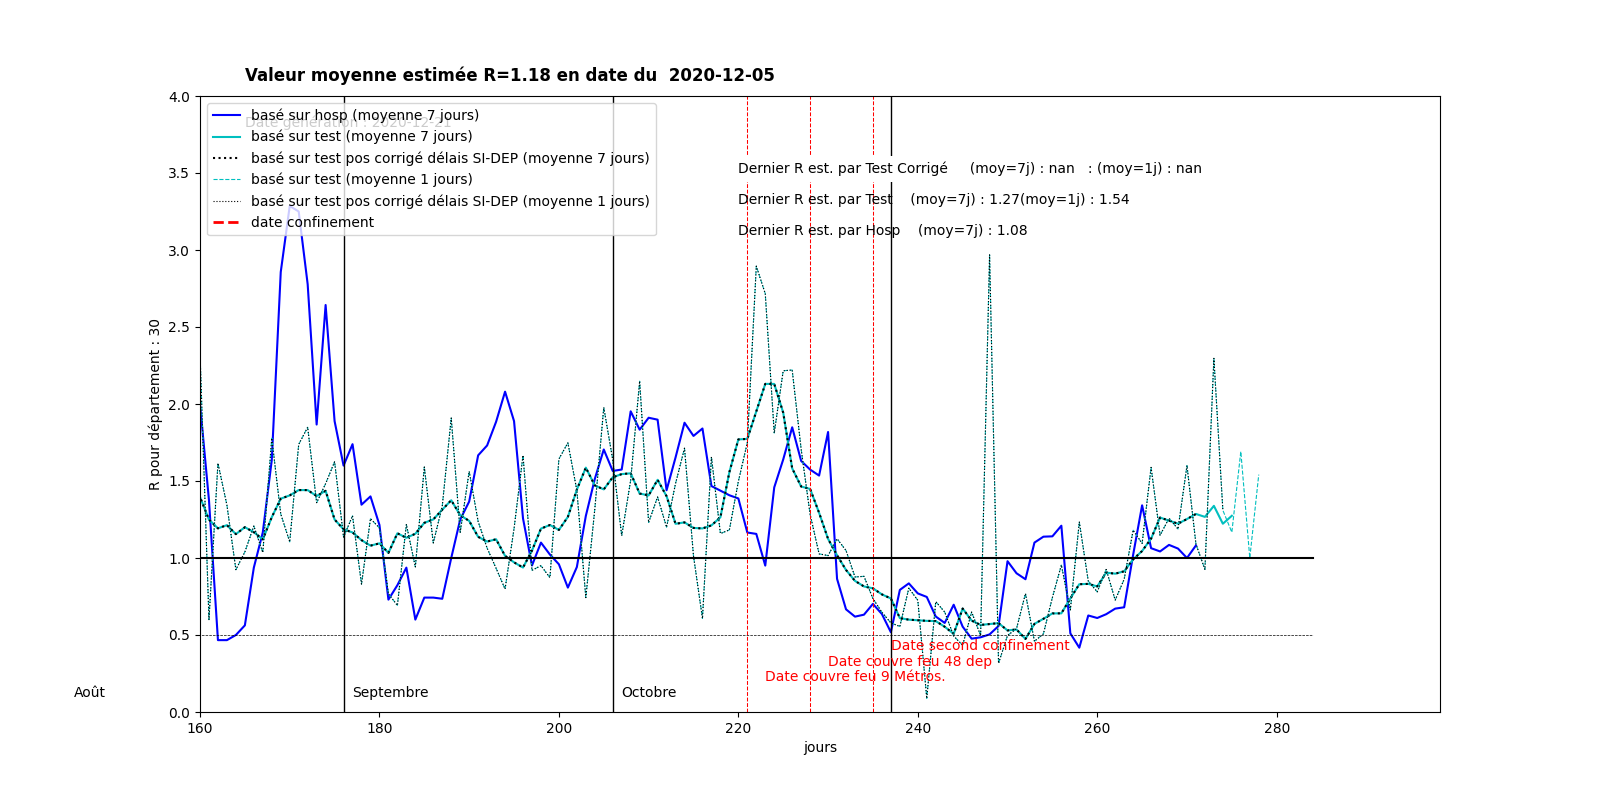 Valeur moyenne estimée R=1.18 en date du  2020-12-05
Date génération : 2020-12-21
basé sur hosp (moyenne 7 jours)
basé sur test (moyenne 7 jours)
basé sur test pos corrigé délais SI-DEP (moyenne 7 jours)
basé sur test (moyenne 1 jours)
basé sur test pos corrigé délais SI-DEP (moyenne 1 jours)
date confinement
Dernier R est. par Test Corrigé     (moy=7j) : nan   : (moy=1j) : nan
Dernier R est. par Test    (moy=7j) : 1.27(moy=1j) : 1.54
Dernier R est. par Hosp    (moy=7j) : 1.08
4.0
3.5
3.0
2.5
2.0
1.5
1.0
0.5
0.0
R pour département : 30
Date second confinement
Date couvre feu 48 dep
Date couvre feu 9 Métros.
Août
Septembre
Octobre
160 180 200 220 240 260 280
jours